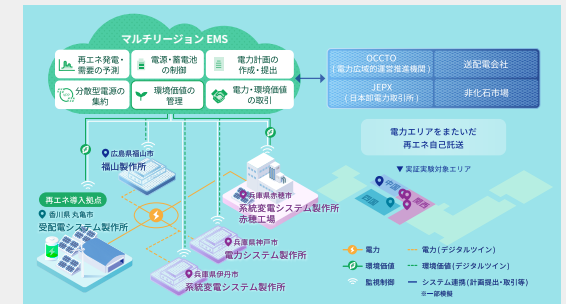 マルチリージョン EMS
再エネ発電・
需要の予測
電源・蓄電池
の制御
電力計画の
作成・提出
分散型電源の
集約
環境価値の
管理
電力・環境価値
の取引
OCCTO
(電力広域的運営推進機関)
送配電会社
JEPX
(日本卸電力取引所)
非化石市場
電力エリアをまたいだ
再エネ自己託送
▼ 実証実験対象エリア
中国
四国
関西
広島県福山市
福山製作所
再エネ導入拠点
香川県 丸亀市
受配電システム製作所
兵庫県赤穂市
系統変電システム製作所
赤穂工場
兵庫県神戸市
電力システム製作所
兵庫県伊丹市
系統変電システム製作所
電力
電力(デジタルツイン)
環境価値
環境価値(デジタルツイン)
監視制御
システム連携(計画提出・取引等)
※一部模擬